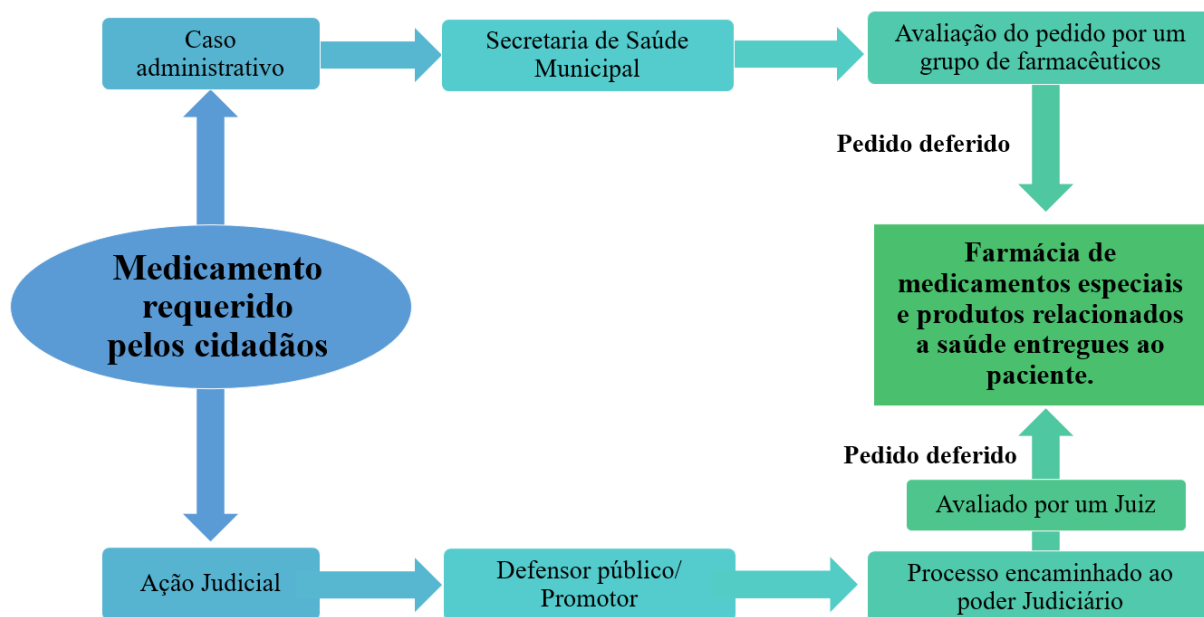 Caso
administrativo
Secretaria de Saúde
Municipal
Avaliação do pedido por um
grupo de farmacêuticos
Pedido deferido
Medicamento
requerido
pelos cidadãos
Farmácia de
medicamentos especiais
e produtos relacionados
a saúde entregues ao
paciente.
Pedido deferido
Avaliado por um Juiz
Ação Judicial
Defensor público/
Promotor
Processo encaminhado ao
poder Judiciário